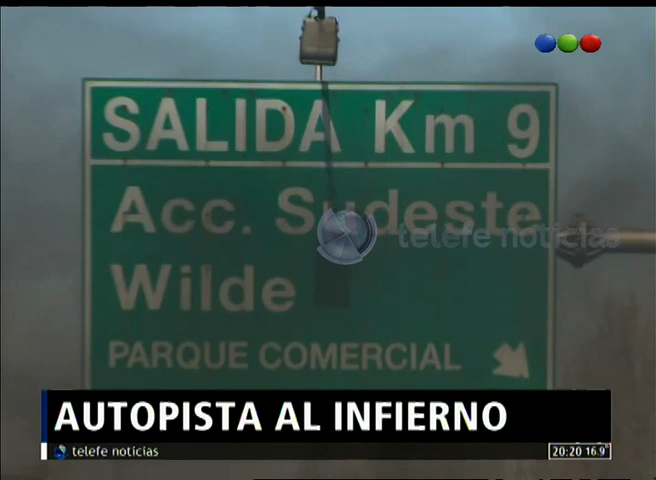 SALIDA Km 9
Acc. Sudeste
telefe noticias
Wilde
PARQUE COMERCIAL
AUTOPISTA AL INFIERNO
telefe noticias
20:20 16.9°